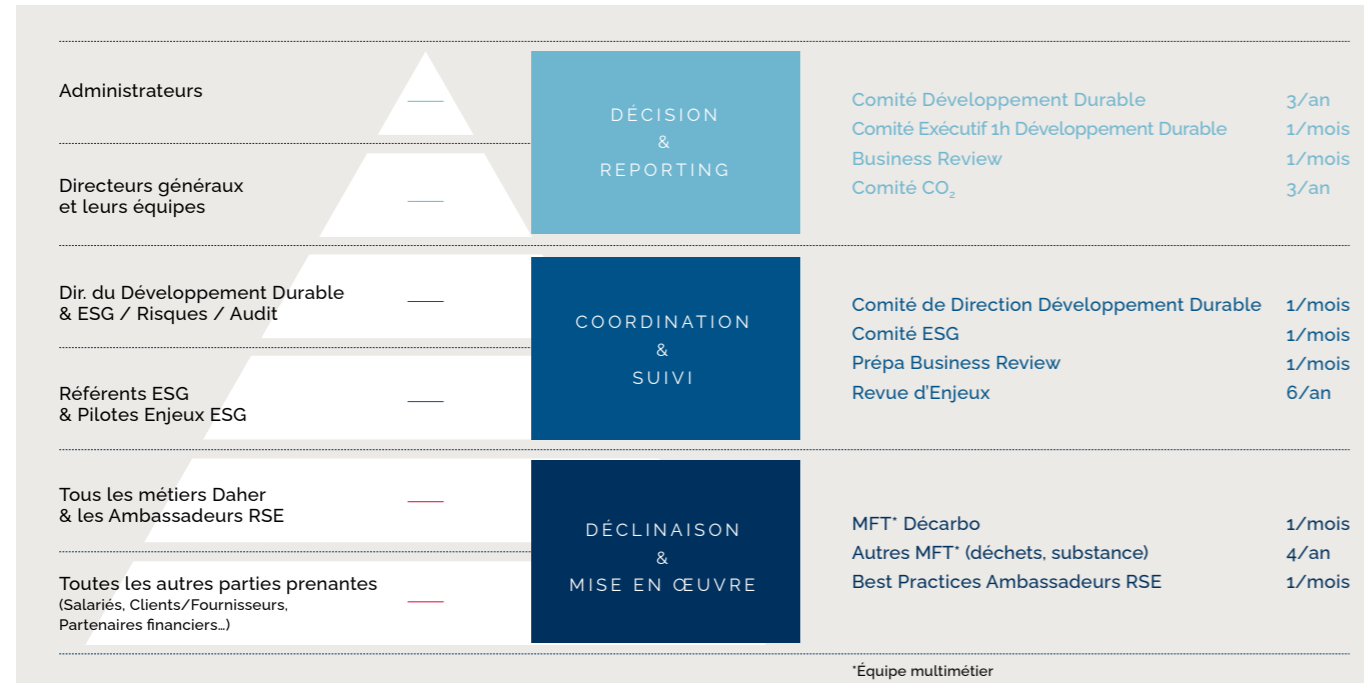 Administrateurs
Directeurs généraux
et leurs équipes
DÉCISION
&
REPORTING
Comité Développement Durable 3/an
Comité Exécutif 1h Développement Durable 1/mois
Business Review 1/mois
Comité CO₂ 3/an
Dir. du Développement Durable
& ESG / Risques / Audit
Référents ESG
& Pilotes Enjeux ESG
COORDINATION
&
SUIVI
Comité de Direction Développement Durable 1/mois
Comité ESG 1/mois
Prépa Business Review 1/mois
Revue d'Enjeux 6/an
Tous les métiers Daher
& les Ambassadeurs RSE
Toutes les autres parties prenantes
(Salariés, Clients/Fournisseurs,
Partenaires financiers…)
DÉCLINAISON
&
MISE EN ŒUVRE
MFT* Décarbo 1/mois
Autres MFT* (déchets, substance) 4/an
Best Practices Ambassadeurs RSE 1/mois
*Équipe multimétier